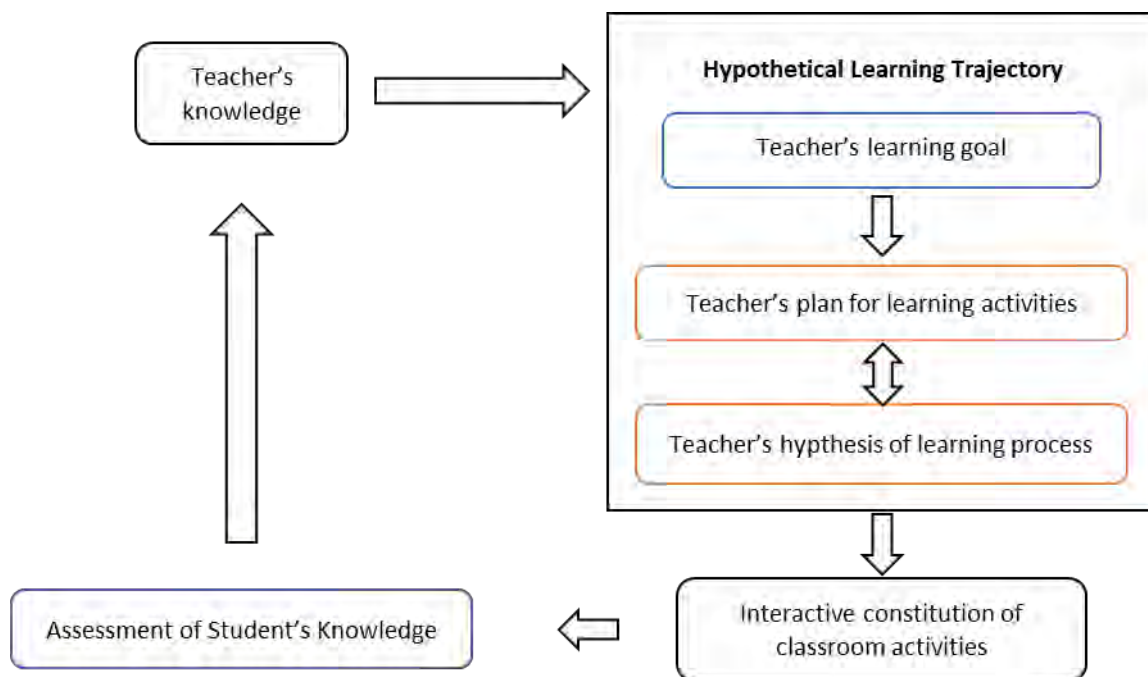 Teacher's
knowledge
Hypothetical Learning Trajectory
Teacher's learning goal
Teacher's plan for learning activities
Teacher's hypthesis of learning process
Interactive constitution of
classroom activities
Assessment of Student's Knowledge